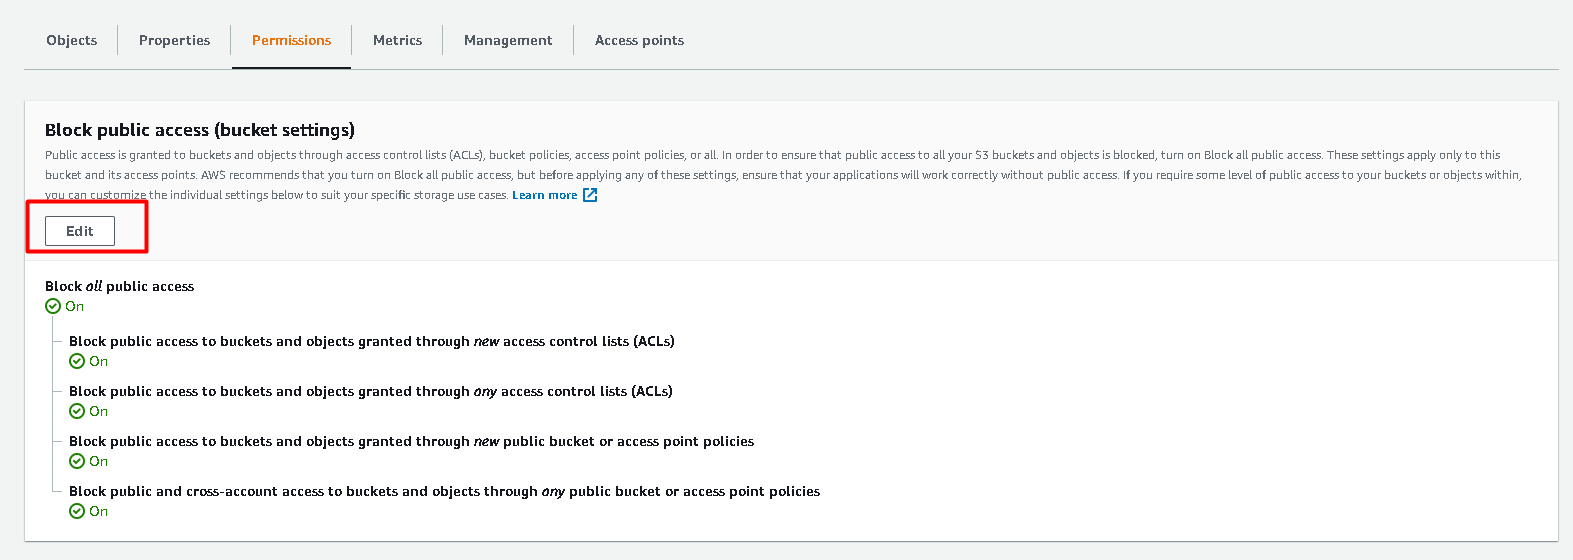 Objects
Properties
Permissions
Metrics
Management
Access points
Block public access (bucket settings)
Public access is granted to buckets and objects through access control lists (ACLs), bucket policies, access point policies, or all. In order to ensure that public access to all your S3 buckets and objects is blocked, turn on Block all public access. These settings apply only to this
bucket and its access points. AWS recommends that you turn on Block all public access, but before applying any of these settings, ensure that your applications will work correctly without public access. If you require some level of public access to your buckets or objects within,
you can customize the individual settings below to suit your specific storage use cases. Learn more
Edit
Block all public access
On
Block public access to buckets and objects granted through new access control lists (ACLs)
On
Block public access to buckets and objects granted through any access control lists (ACLs)
On
Block public access to buckets and objects granted through new public bucket or access point policies
On
Block public and cross-account access to buckets and objects through any public bucket or access point policies
On